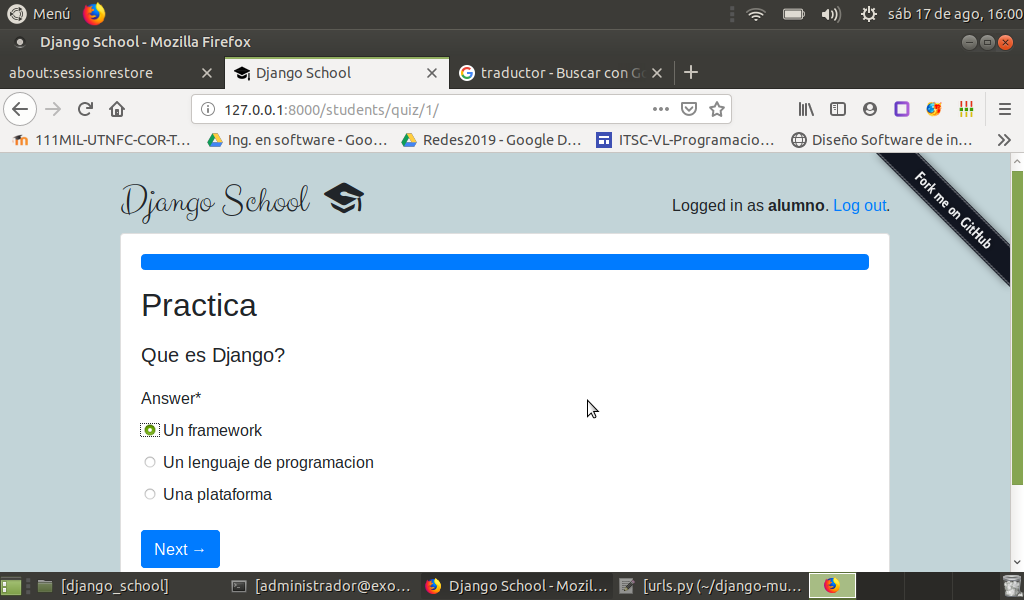 Menú
sáb 17 de ago, 16:00
Django School - Mozilla Firefox
about:sessionrestore
Django School
traductor - Buscar con
127.0.0.1:8000/students/quiz/1/
111MIL-UTNFC-COR-T...
Ing. en software - Goo...
Redes2019 - Google D...
ITSC-VL-Programacio...
Diseño Software de in...
Django School
Logged in as alumno. Log out.
Fork me on GitHub
Practica
Que es Django?
Answer*
Un framework
Un lenguaje de programacion
Una plataforma
Next →
[django_school]
[administrador@exo...
Django School - Mozil...
[urls.py (~/django-mu...